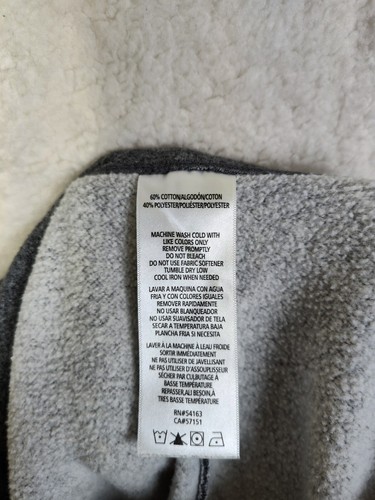 60% COTTON/ALGODÓN/COTON
40% POLYESTER/POLIÉSTER/POLYESTER
MACHINE WASH COLD WITH
LIKE COLORS ONLY
REMOVE PROMPTLY
DO NOT BLEACH
DO NOT USE FABRIC SOFTENER
TUMBLE DRY LOW
COOL IRON WHEN NEEDED
LAVAR A MAQUINA CON AGUA
FRIA Y CON COLORES IGUALES
REMOVER RAPIDAMENTE
NO USAR BLANQUEADOR
NO USAR SUAVISADOR DE TELA
SECAR A TEMPERATURA BAJA
PLANCHA FRIA SI NECESITA
LAVER À LA MACHINE À LEAU FROIDE
SORTIR IMMÉDIATEMENT
NE PAS UTILISER DE JAVELLISANT
NE PAS UTILISER D'ASSOUPLISSEUR
SÉCHER PAR CULBUTAGE À
BASSE TEMPÉRATURE
REPASSER,ALI BESOIN,À
TRES BASSE TEMPÉRATURE
RN#54163
CA#57151